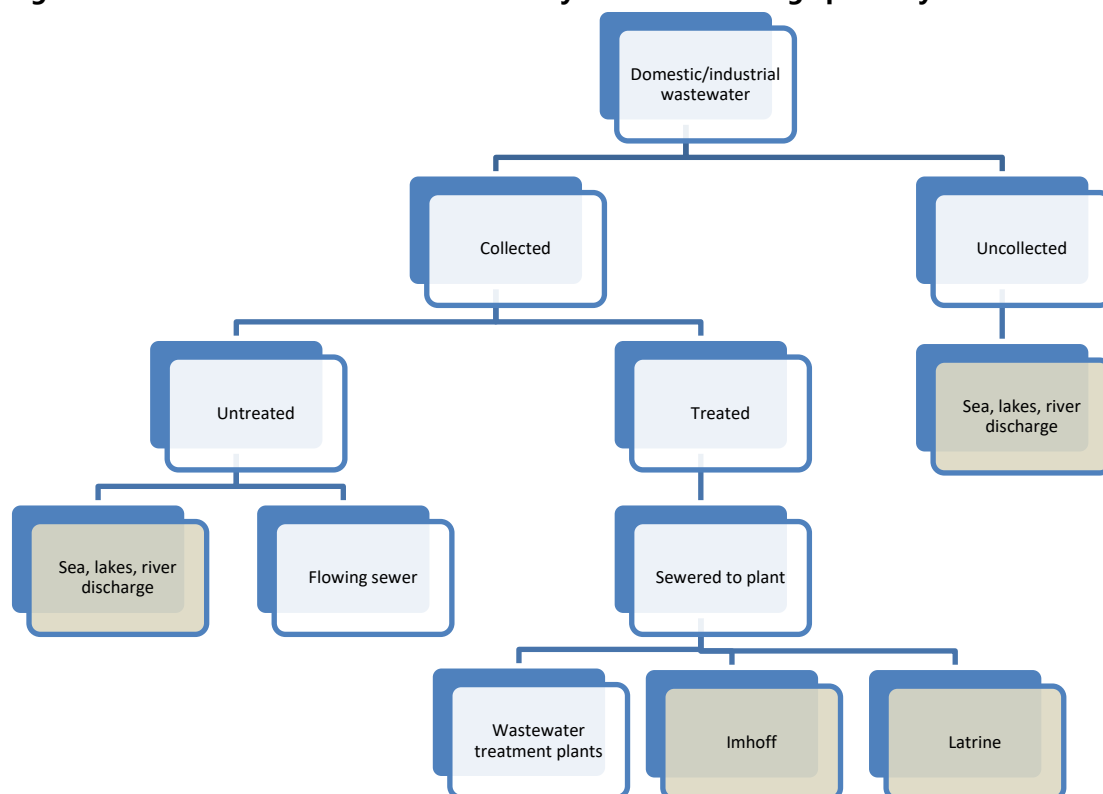 Domestic/industrial
wastewater
Collected
Uncollected
Untreated
Treated
Sea, lakes, river
discharge
Sea, lakes, river
discharge
Flowing sewer
Sewered to plant
Wastewater
treatment plants
Imhoff
Latrine